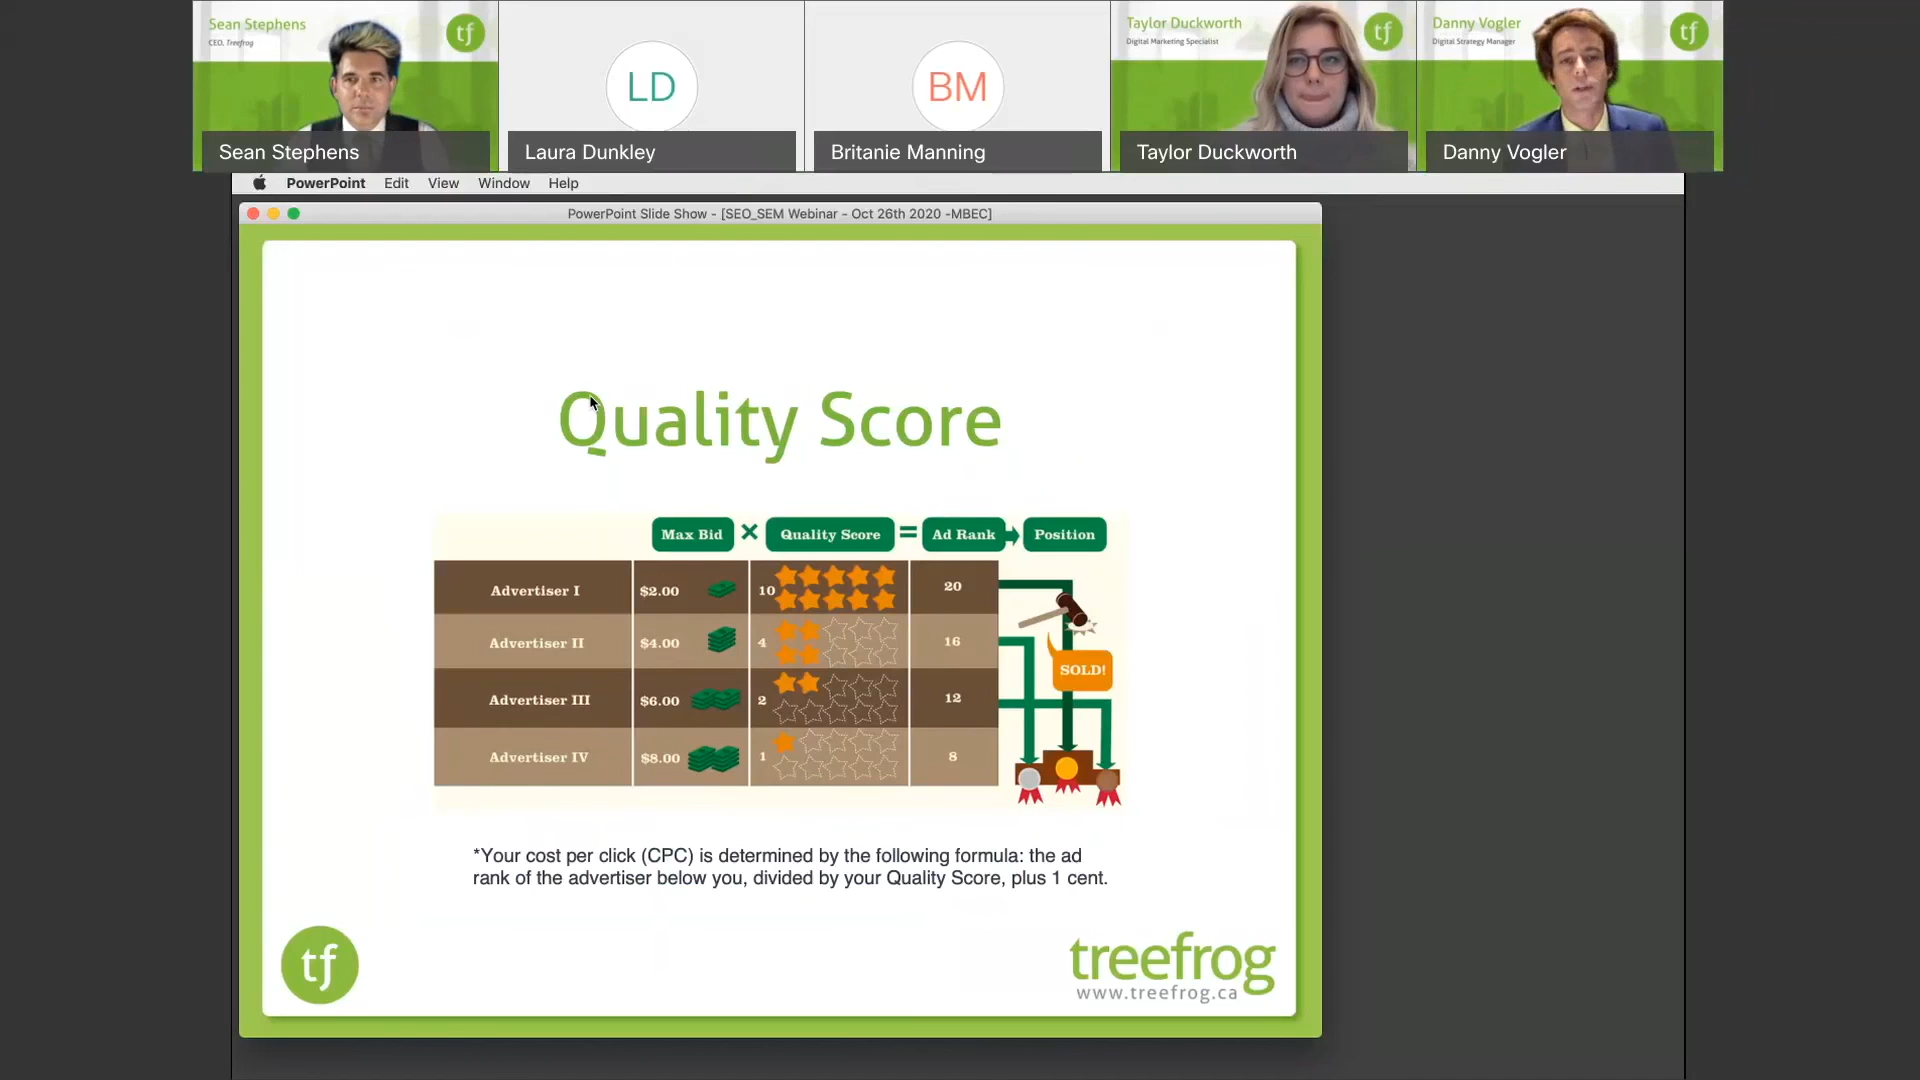 Sean Stephens
CEO, Treefrog
tf
Sean Stephens
LD
Laura Dunkley
BM
Britanie Manning
Taylor Duckworth
Digital Marketing Specialist
tf
Taylor Duckworth
Danny Vogler
Digital Strategy Manager
tf
Danny Vogler
PowerPoint Edit View Window Help
PowerPoint Slide Show - [SEO_SEM Webinar - Oct 26th 2020 -MBEC]
Quality Score
Max Bid × Quality Score = Ad Rank Position
Advertiser I $2.00 10 20
Advertiser II $4.00 4 16
SOLD!
Advertiser III $6.00 2 12
Advertiser IV $8.00 1 8
*Your cost per click (CPC) is determined by the following formula: the ad
rank of the advertiser below you, divided by your Quality Score, plus 1 cent.
tf
treefrog
www.treefrog.ca